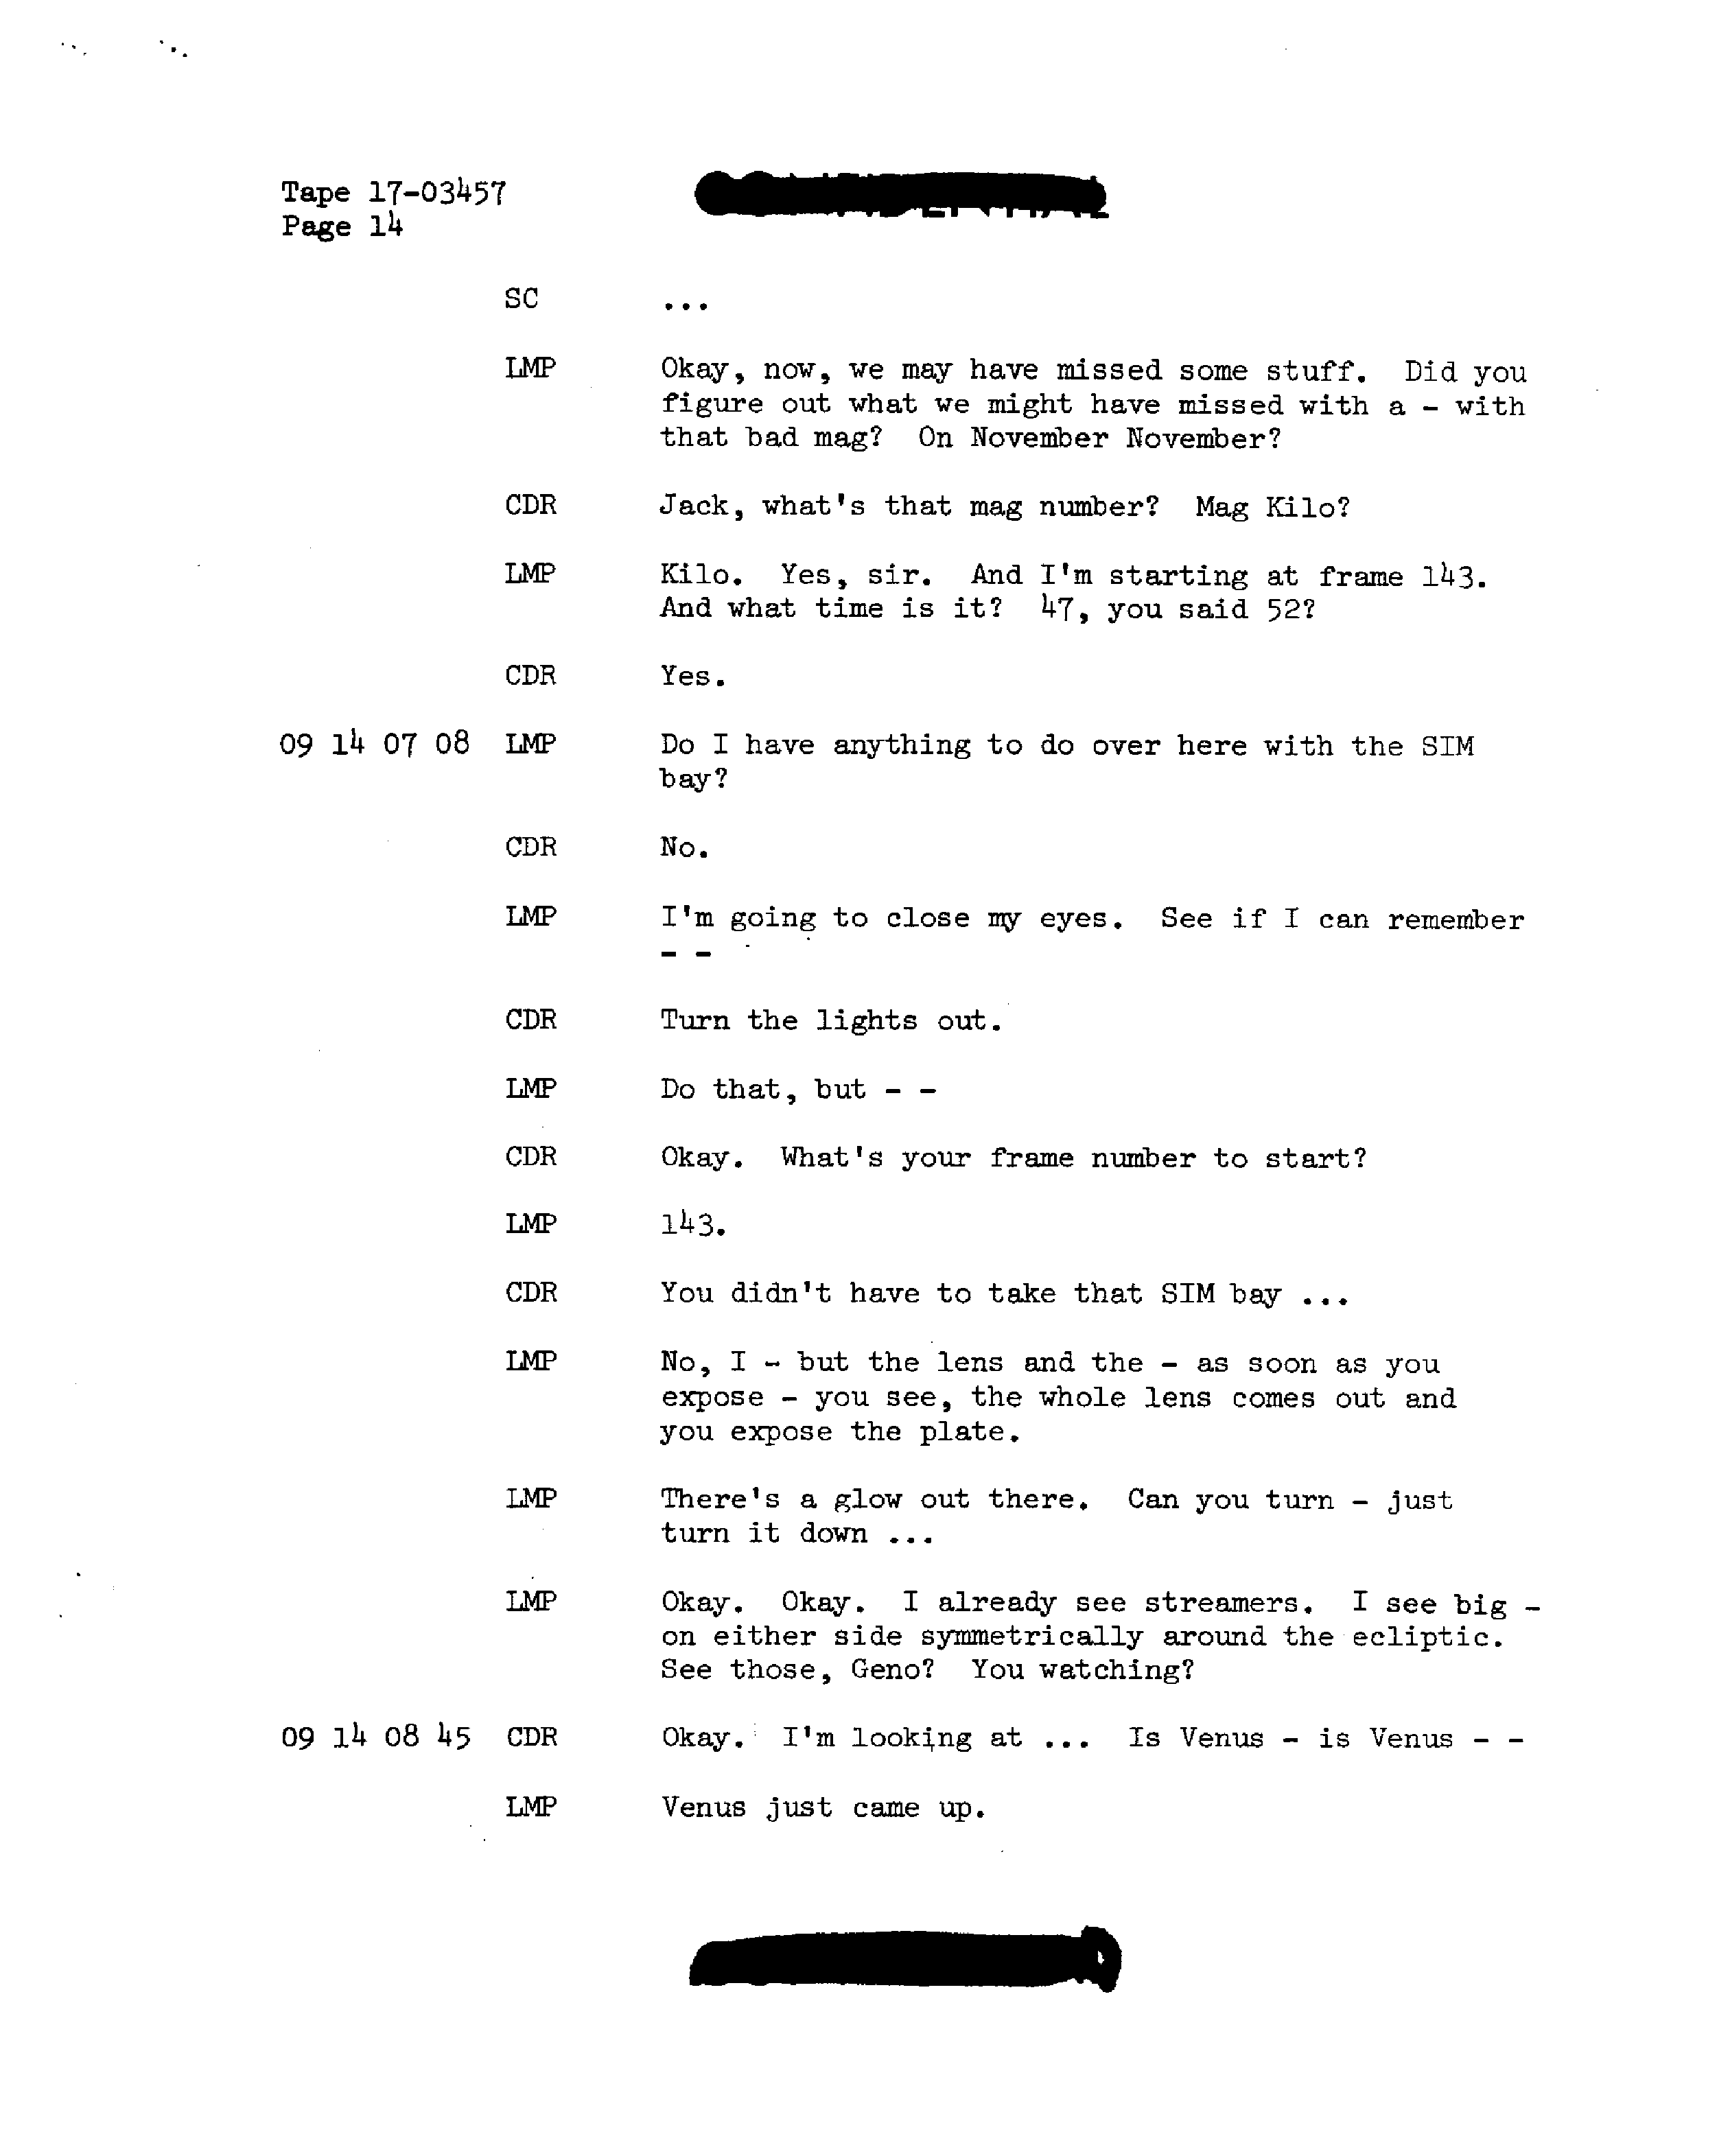 Tape 17-03457
Page 14
SC ...
LMP Okay, now, we may have missed some stuff. Did you
figure out what we might have missed with a - with
that bad mag? On November November?
CDR Jack, what's that mag number? Mag Kilo?
LMP Kilo. Yes, sir. And I'm starting at frame 143.
And what time is it? 47, you said 52?
CDR Yes.
09 14 07 08 LMP Do I have anything to do over here with the SIM
bay?
CDR No.
LMP I'm going to close my eyes. See if I can remember
- -
CDR Turn the lights out.
LMP Do that, but - -
CDR Okay. What's your frame number to start?
LMP 143.
CDR You didn't have to take that SIM bay ...
LMP No, I - but the lens and the - as soon as you
expose - you see, the whole lens comes out and
you expose the plate.
LMP There's a glow out there. Can you turn - just
turn it down ...
LMP Okay. Okay. I already see streamers. I see big -
on either side symmetrically around the ecliptic.
See those, Geno? You watching?
09 14 08 45 CDR Okay. I'm looking at ... Is Venus - is Venus - -
LMP Venus just came up.